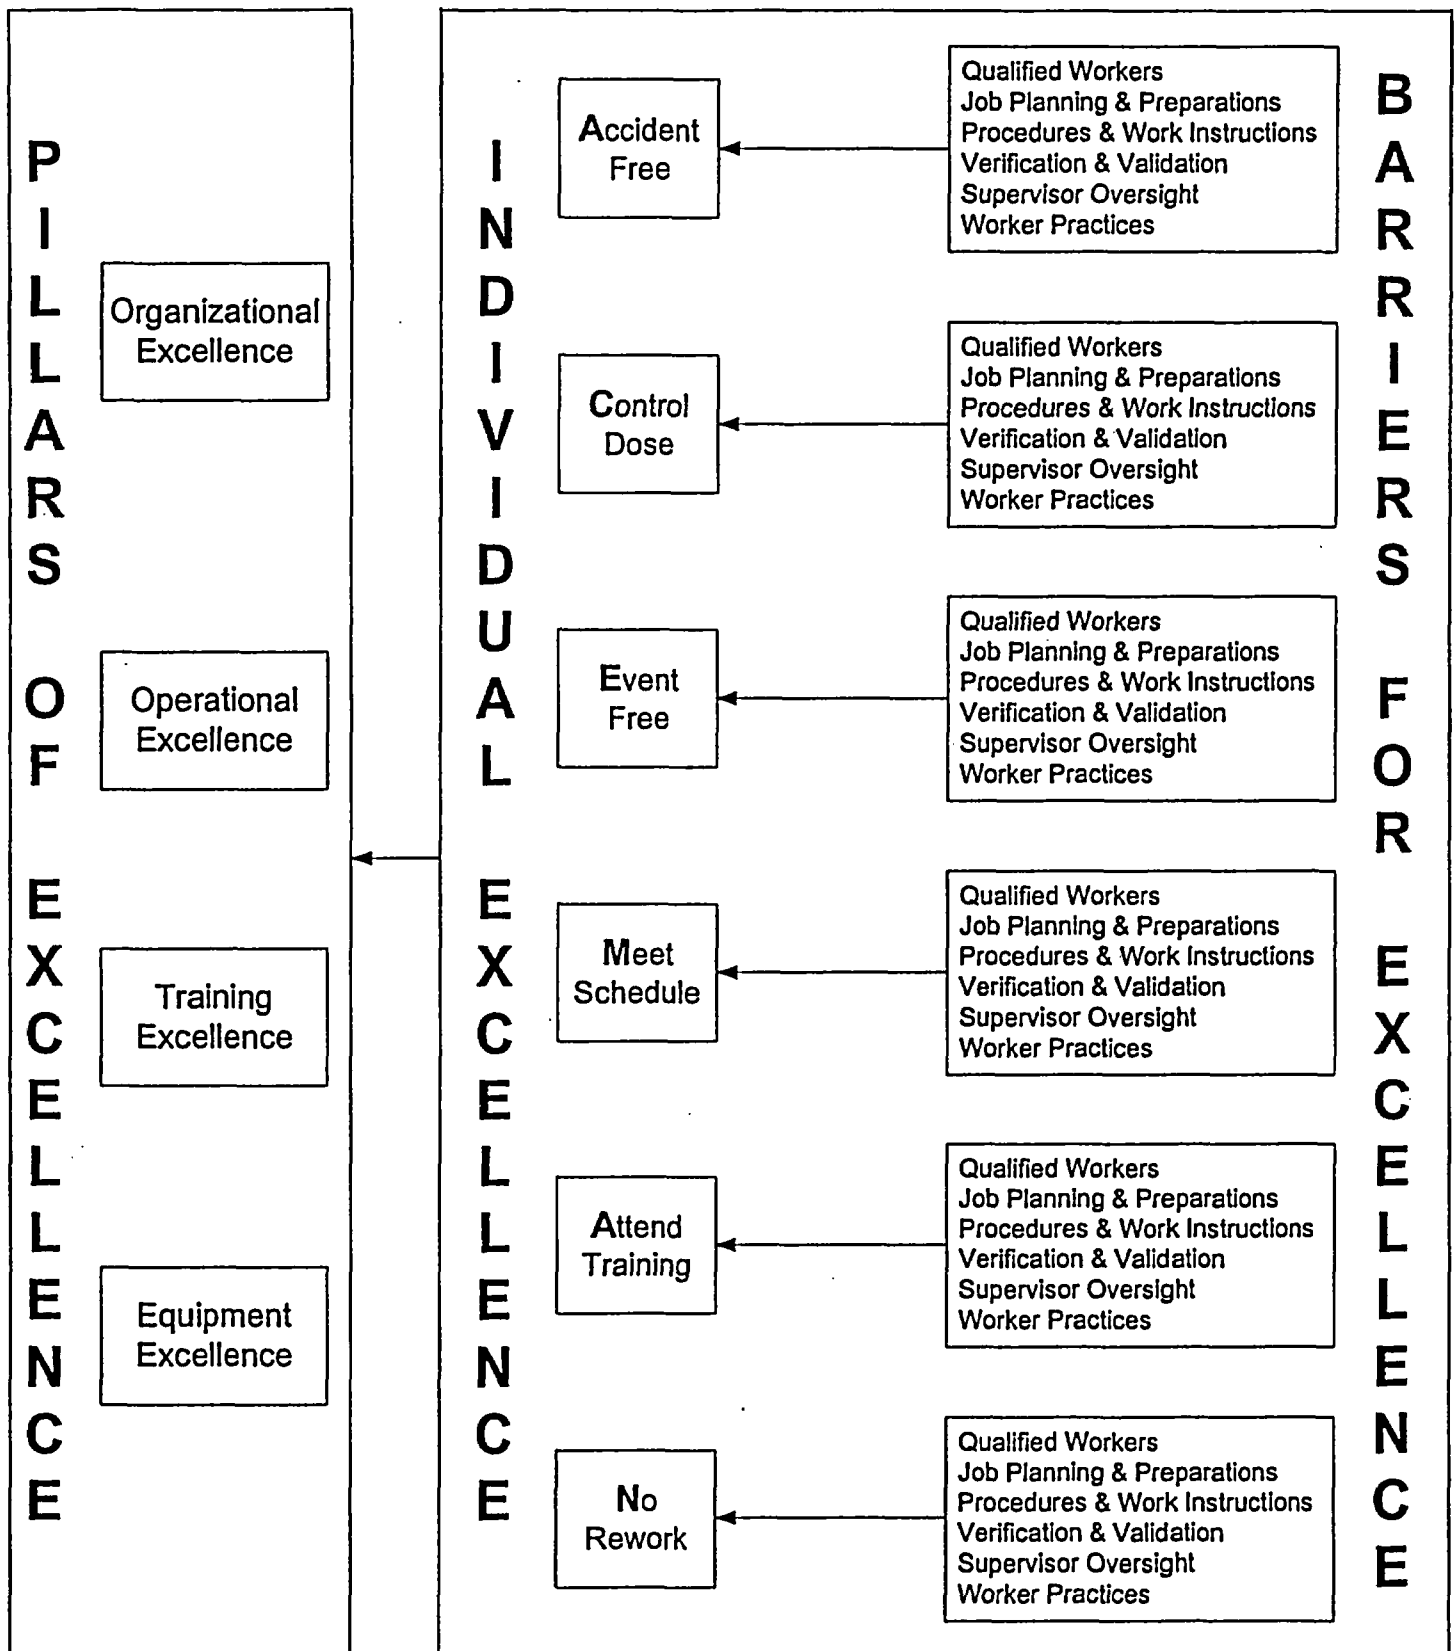 PILLARS OF EXCELLENCE
Organizational
Excellence
Operational
Excellence
Training
Excellence
Equipment
Excellence
INDIVIDUAL EXCELLENCE
Accident
Free
Qualified Workers
Job Planning & Preparations
Procedures & Work Instructions
Verification & Validation
Supervisor Oversight
Worker Practices
Control
Dose
Qualified Workers
Job Planning & Preparations
Procedures & Work Instructions
Verification & Validation
Supervisor Oversight
Worker Practices
Event
Free
Qualified Workers
Job Planning & Preparations
Procedures & Work Instructions
Verification & Validation
Supervisor Oversight
Worker Practices
Meet
Schedule
Qualified Workers
Job Planning & Preparations
Procedures & Work Instructions
Verification & Validation
Supervisor Oversight
Worker Practices
Attend
Training
Qualified Workers
Job Planning & Preparations
Procedures & Work Instructions
Verification & Validation
Supervisor Oversight
Worker Practices
No
Rework
Qualified Workers
Job Planning & Preparations
Procedures & Work Instructions
Verification & Validation
Supervisor Oversight
Worker Practices
BARRIERS FOR EXCELLENCE